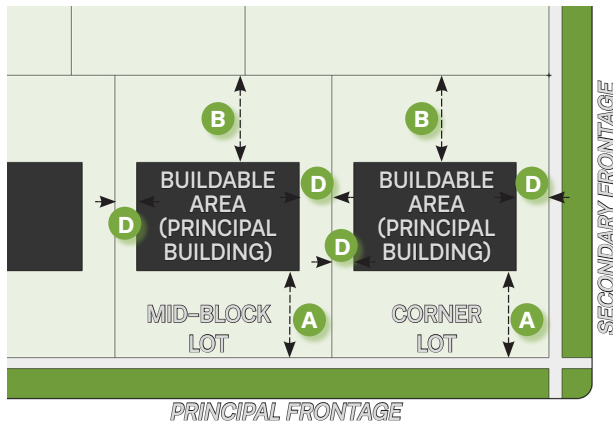 B
B
BUILDABLE
AREA
(PRINCIPAL
BUILDING)
D
D
BUILDABLE
AREA
(PRINCIPAL
BUILDING)
D
D
MID-BLOCK
LOT
A
CORNER
LOT
A
PRINCIPAL FRONTAGE
SECONDARY FRONTAGE